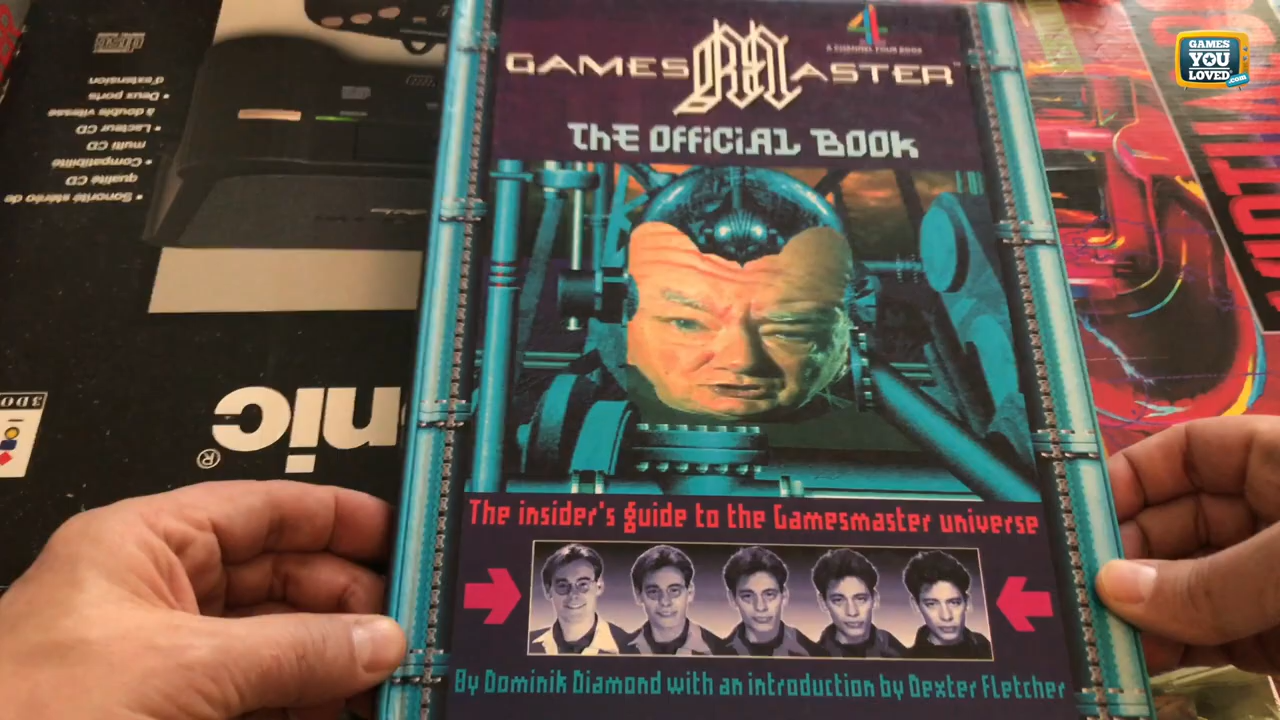 GAMES
YOU
LOVED
.com
4
A CHANNEL FOUR BOOK
GAMESMASTER™
THE OFFICIAL BOOK
The insider's guide to the Gamesmaster universe
By Dominik Diamond with an introduction by Dexter Fletcher
d'extension
• Deux ports
à double vitesse
• Lecteur CD
multi CD
• Compatibilité
qualité CD
• Sonorité stéréo de
nic
®
3DO